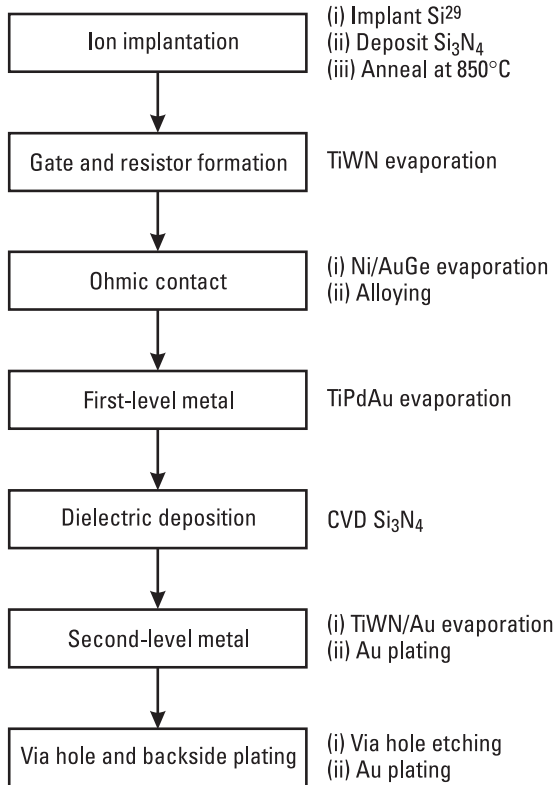 Ion implantation
(i) Implant Si²⁹
(ii) Deposit Si₃N₄
(iii) Anneal at 850°C
Gate and resistor formation
TiWN evaporation
Ohmic contact
(i) Ni/AuGe evaporation
(ii) Alloying
First-level metal
TiPdAu evaporation
Dielectric deposition
CVD Si₃N₄
Second-level metal
(i) TiWN/Au evaporation
(ii) Au plating
Via hole and backside plating
(i) Via hole etching
(ii) Au plating